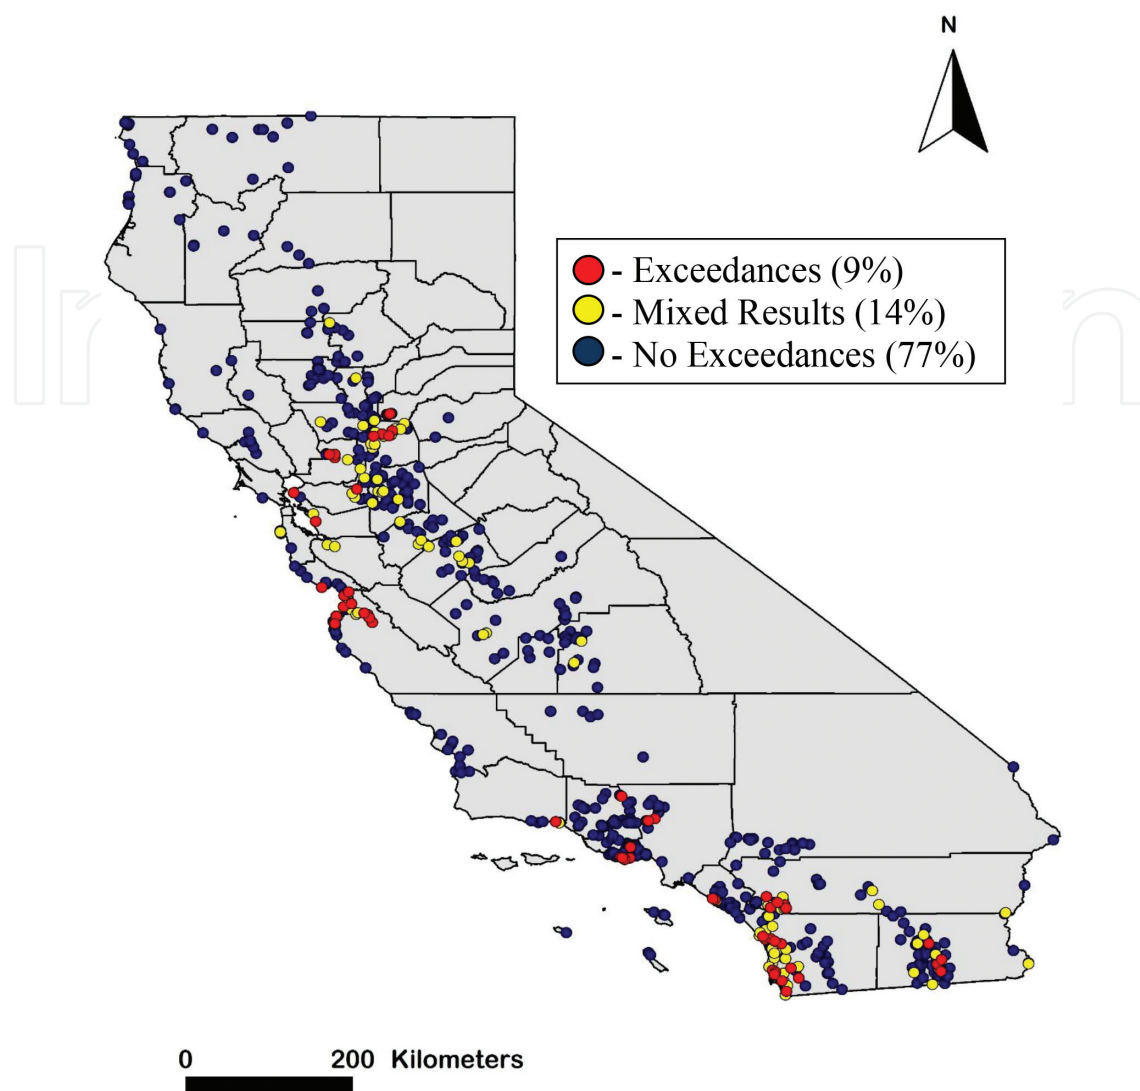 N
- Exceedances (9%)
- Mixed Results (14%)
- No Exceedances (77%)
0 200 Kilometers